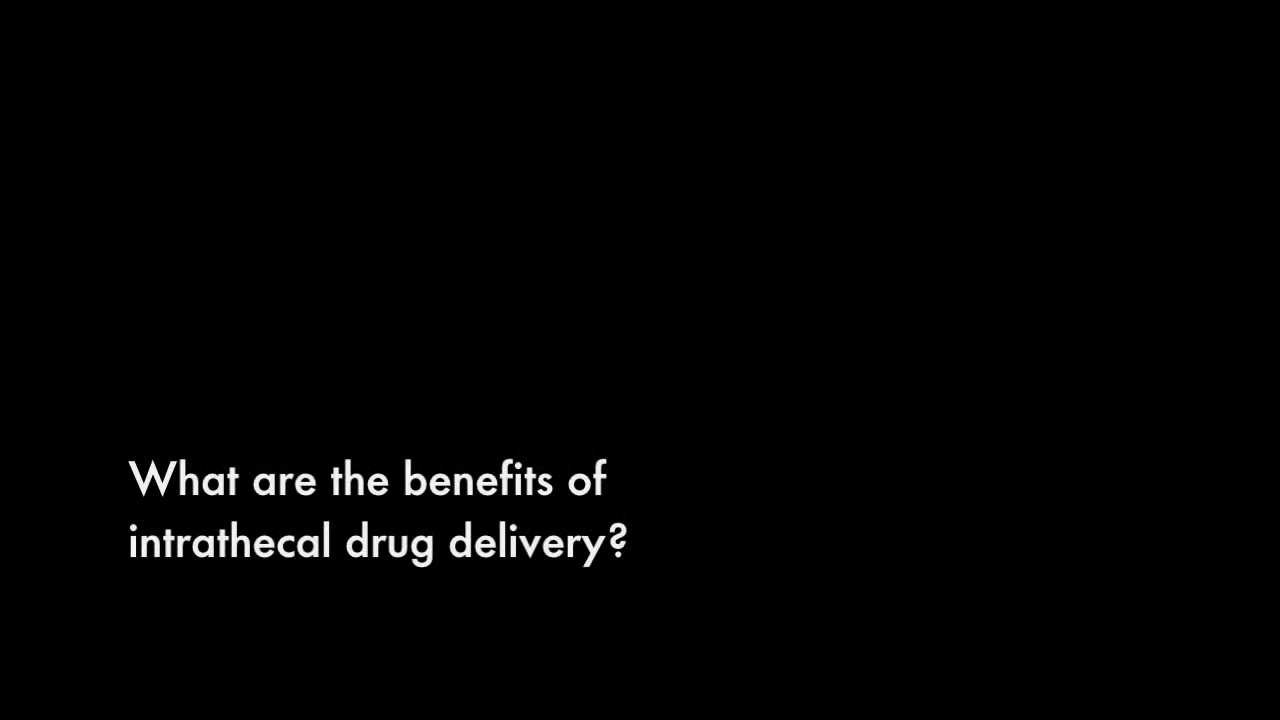 What are the benefits of
intrathecal drug delivery?